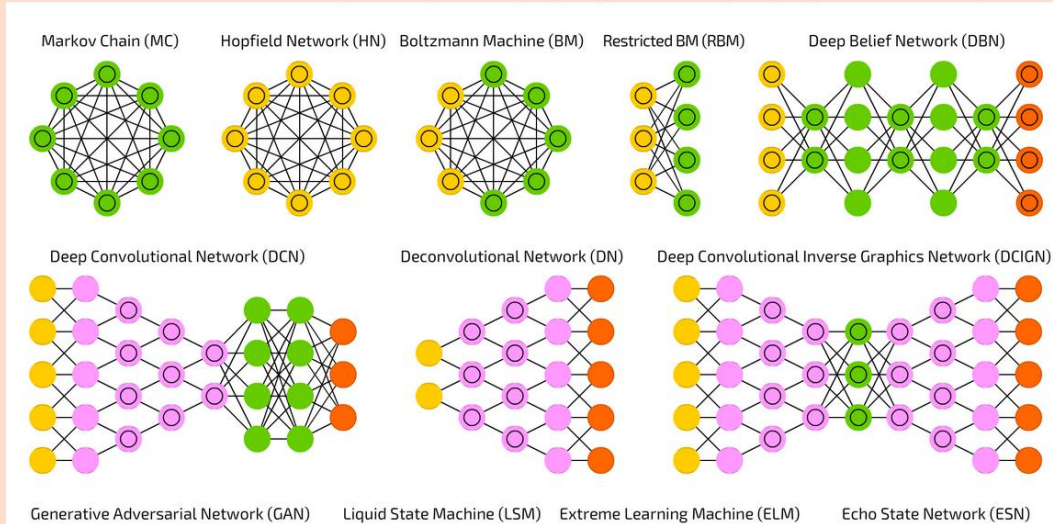 Markov Chain (MC)
Hopfield Network (HN)
Boltzmann Machine (BM)
Restricted BM (RBM)
Deep Belief Network (DBN)
Deep Convolutional Network (DCN)
Deconvolutional Network (DN)
Deep Convolutional Inverse Graphics Network (DCIGN)
Generative Adversarial Network (GAN)
Liquid State Machine (LSM)
Extreme Learning Machine (ELM)
Echo State Network (ESN)